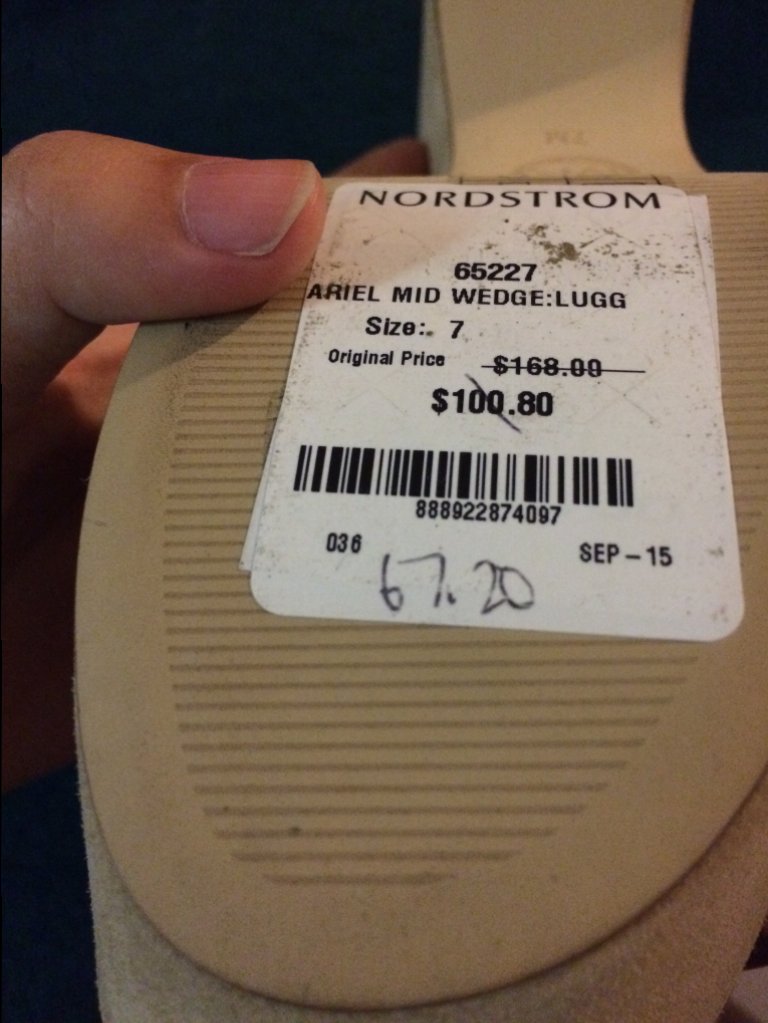 7M
NORDSTROM
65227
ARIEL MID WEDGE:LUGG
Size: 7
Original Price $168.00
$100.80
888922874097
036 SEP-15
67.20